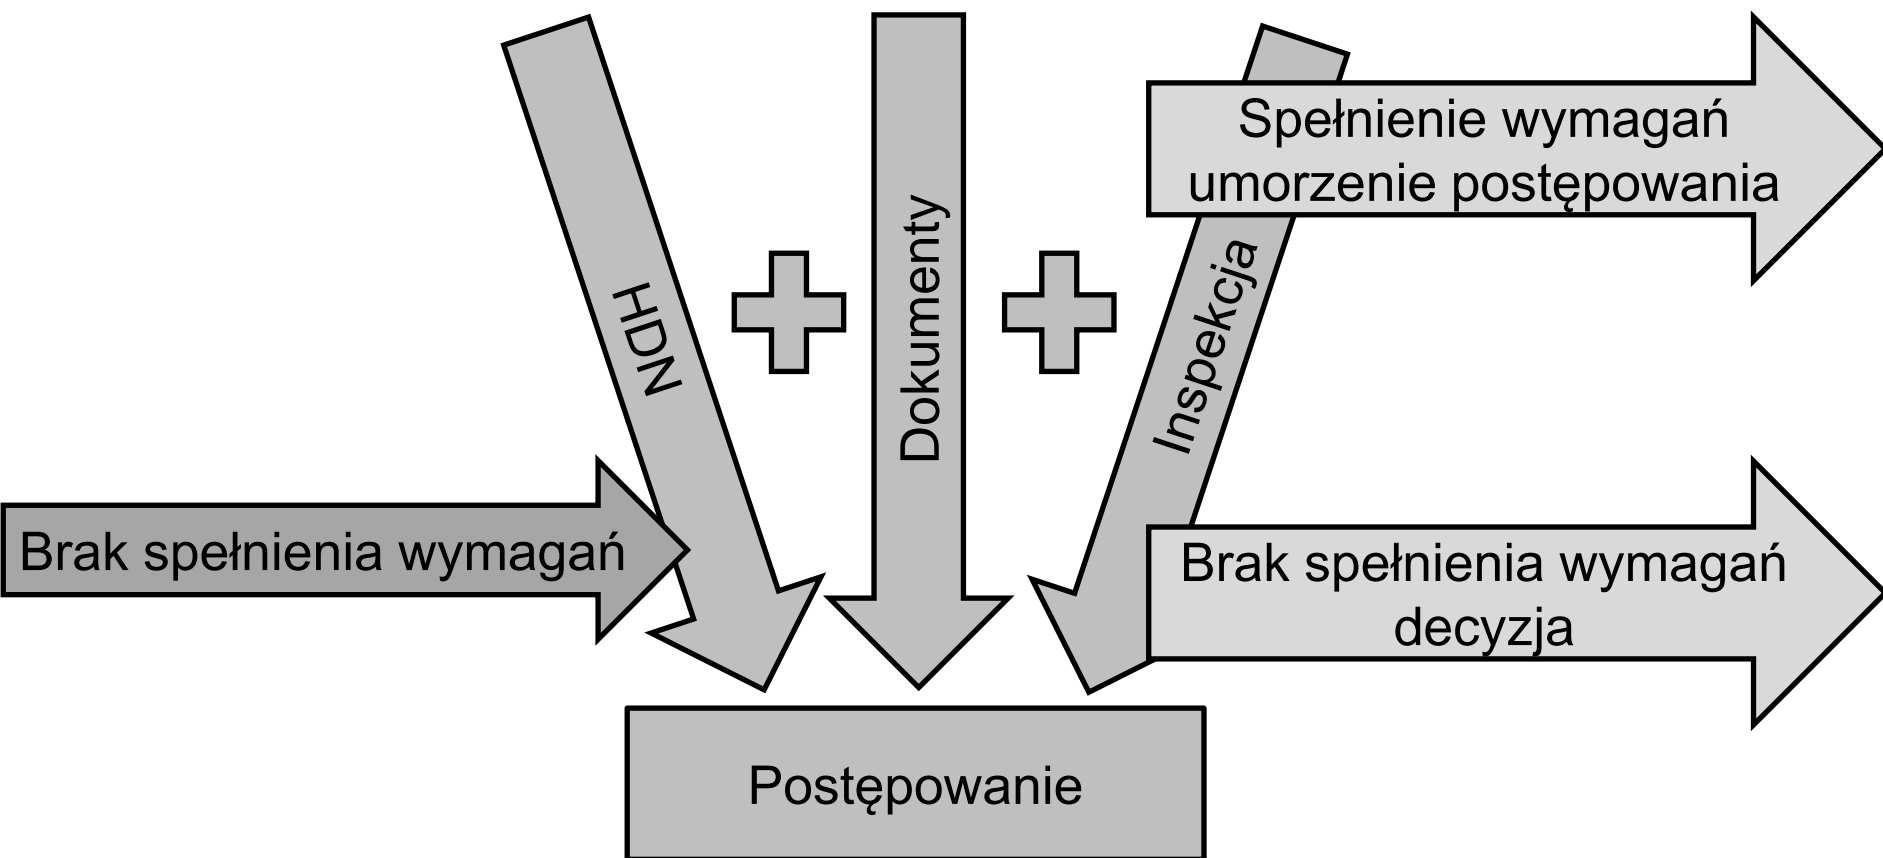 Spełnienie wymagań
umorzenie postępowania
HDN
Dokumenty
Inspekcja
Brak spełnienia wymagań
Brak spełnienia wymagań
decyzja
Postępowanie